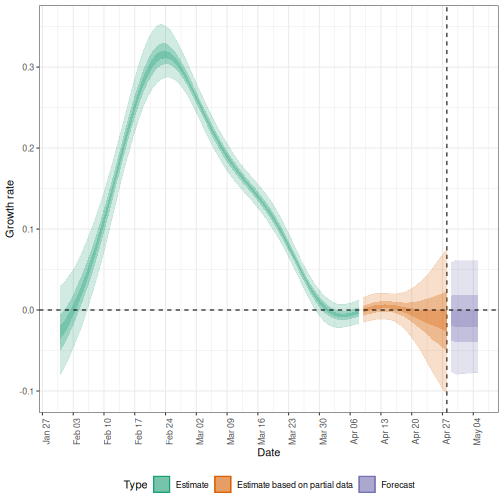 Growth rate
0.3
0.2
0.1
0.0
-0.1
Jan 27
Feb 03
Feb 10
Feb 17
Feb 24
Mar 02
Mar 09
Mar 16
Mar 23
Mar 30
Apr 06
Apr 13
Apr 20
Apr 27
May 04
Date
Type Estimate Estimate based on partial data Forecast